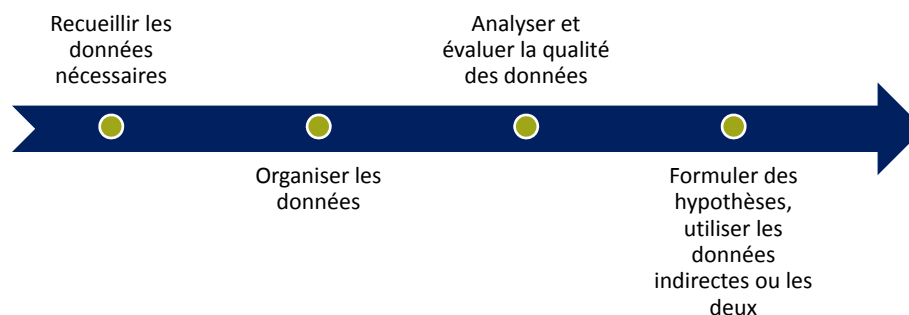 Recueillir les
données
nécessaires
Organiser les
données
Analyser et
évaluer la qualité
des données
Formuler des
hypothèses,
utiliser les
données
indirectes ou les
deux